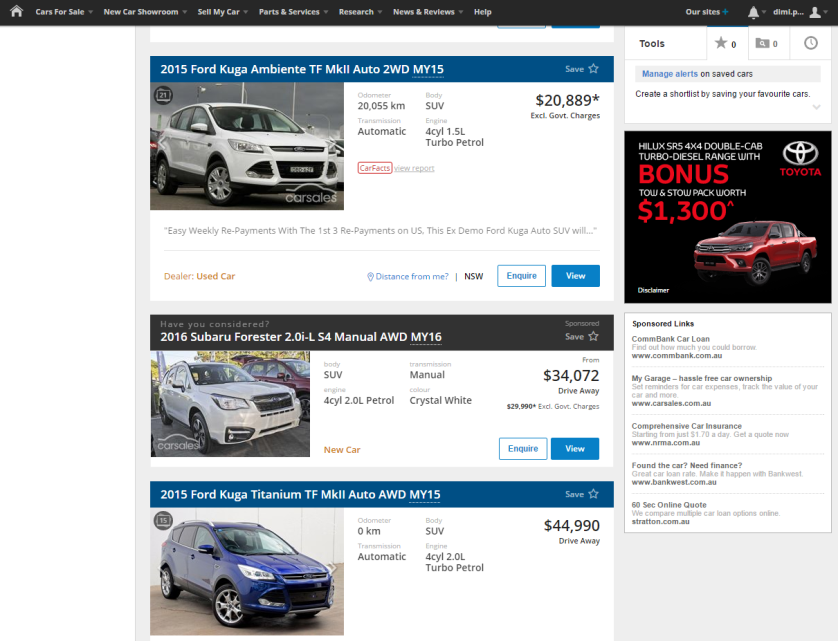 Cars For Sale New Car Showroom Sell My Car Parts & Services Research News & Reviews Help Our sites + diml.p...
2015 Ford Kuga Ambiente TF MkII Auto 2WD MY15 Save
21
Odometer Body
20,055 km SUV
Transmission Engine
Automatic 4cyl 1.5L
Turbo Petrol
$20,889*
Excl. Govt. Charges
CarFacts view report
carsales
"Easy Weekly Re-Payments With The 1st 3 Re-Payments on US, This Ex Demo Ford Kuga Auto SUV will..."
Dealer: Used Car Distance from me? | NSW Enquire View
Have you considered? Sponsored
2016 Subaru Forester 2.0i-L S4 Manual AWD MY16 Save
body transmission
SUV Manual
engine colour
4cyl 2.0L Petrol Crystal White
From
$34,072
Drive Away
$29,990* Excl. Govt. Charges
carsales
New Car Enquire View
2015 Ford Kuga Titanium TF MkII Auto AWD MY15 Save
15
Odometer Body
0 km SUV
Transmission Engine
Automatic 4cyl 2.0L
Turbo Petrol
$44,990
Drive Away
Tools 0 0
Manage alerts on saved cars
Create a shortlist by saving your favourite cars.
HILUX SR5 4X4 DOUBLE-CAB
TURBO-DIESEL RANGE WITH
BONUS
TOW & STOW PACK WORTH
$1,300^
TOYOTA
Disclaimer
Sponsored Links
CommBank Car Loan
Find out how much you could borrow.
www.commbank.com.au
My Garage – hassle free car ownership
Set reminders for car expenses, track the value of your
car and more
www.carsales.com.au
Comprehensive Car Insurance
Starting from just $1.70 a day. Get a quote now
www.nrma.com.au
Found the car? Need finance?
Great car loan rate. Make it happen with Bankwest.
www.bankwest.com.au
60 Sec Online Quote
We compare multiple car loan options online.
stratton.com.au